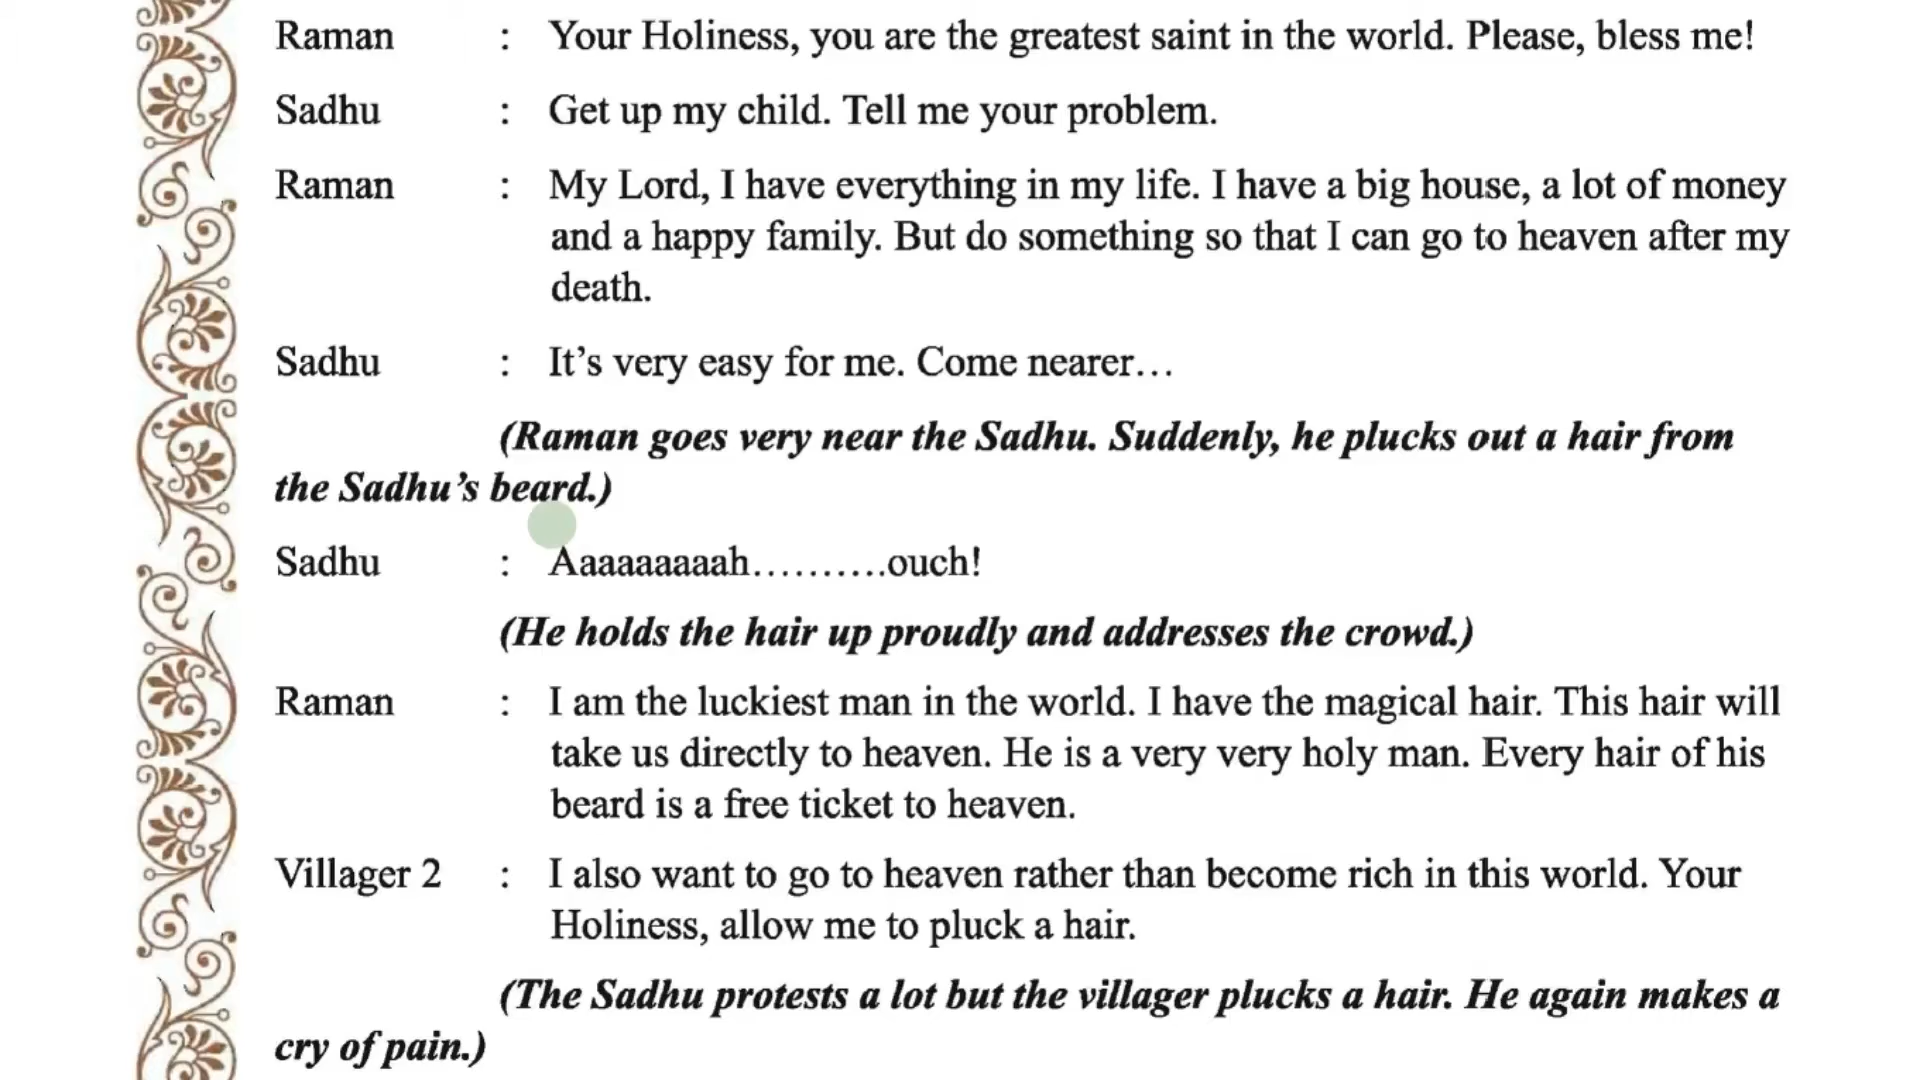 Raman : Your Holiness, you are the greatest saint in the world. Please, bless me!
Sadhu : Get up my child. Tell me your problem.
Raman : My Lord, I have everything in my life. I have a big house, a lot of money
and a happy family. But do something so that I can go to heaven after my
death.
Sadhu : It’s very easy for me. Come nearer…
(Raman goes very near the Sadhu. Suddenly, he plucks out a hair from
the Sadhu’s beard.)
Sadhu : Aaaaaaaaah……….ouch!
(He holds the hair up proudly and addresses the crowd.)
Raman : I am the luckiest man in the world. I have the magical hair. This hair will
take us directly to heaven. He is a very very holy man. Every hair of his
beard is a free ticket to heaven.
Villager 2 : I also want to go to heaven rather than become rich in this world. Your
Holiness, allow me to pluck a hair.
(The Sadhu protests a lot but the villager plucks a hair. He again makes a
cry of pain.)